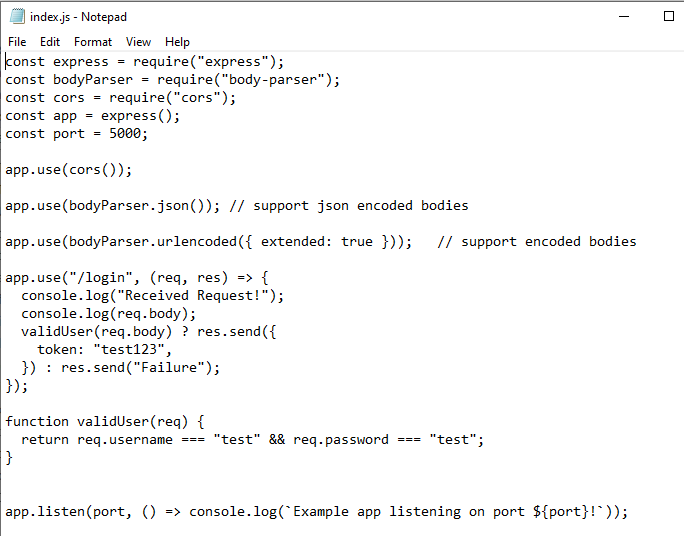 index.js - Notepad
File Edit Format View Help
const express = require("express");
const bodyParser = require("body-parser");
const cors = require("cors");
const app = express();
const port = 5000;
app.use(cors());
app.use(bodyParser.json()); // support json encoded bodies
app.use(bodyParser.urlencoded({ extended: true }));   // support encoded bodies
app.use("/login", (req, res) => {
  console.log("Received Request!");
  console.log(req.body);
  validUser(req.body) ? res.send({
    token: "test123",
  }) : res.send("Failure");
});
function validUser(req) {
  return req.username === "test" && req.password === "test";
}
app.listen(port, () => console.log(`Example app listening on port ${port}!`));